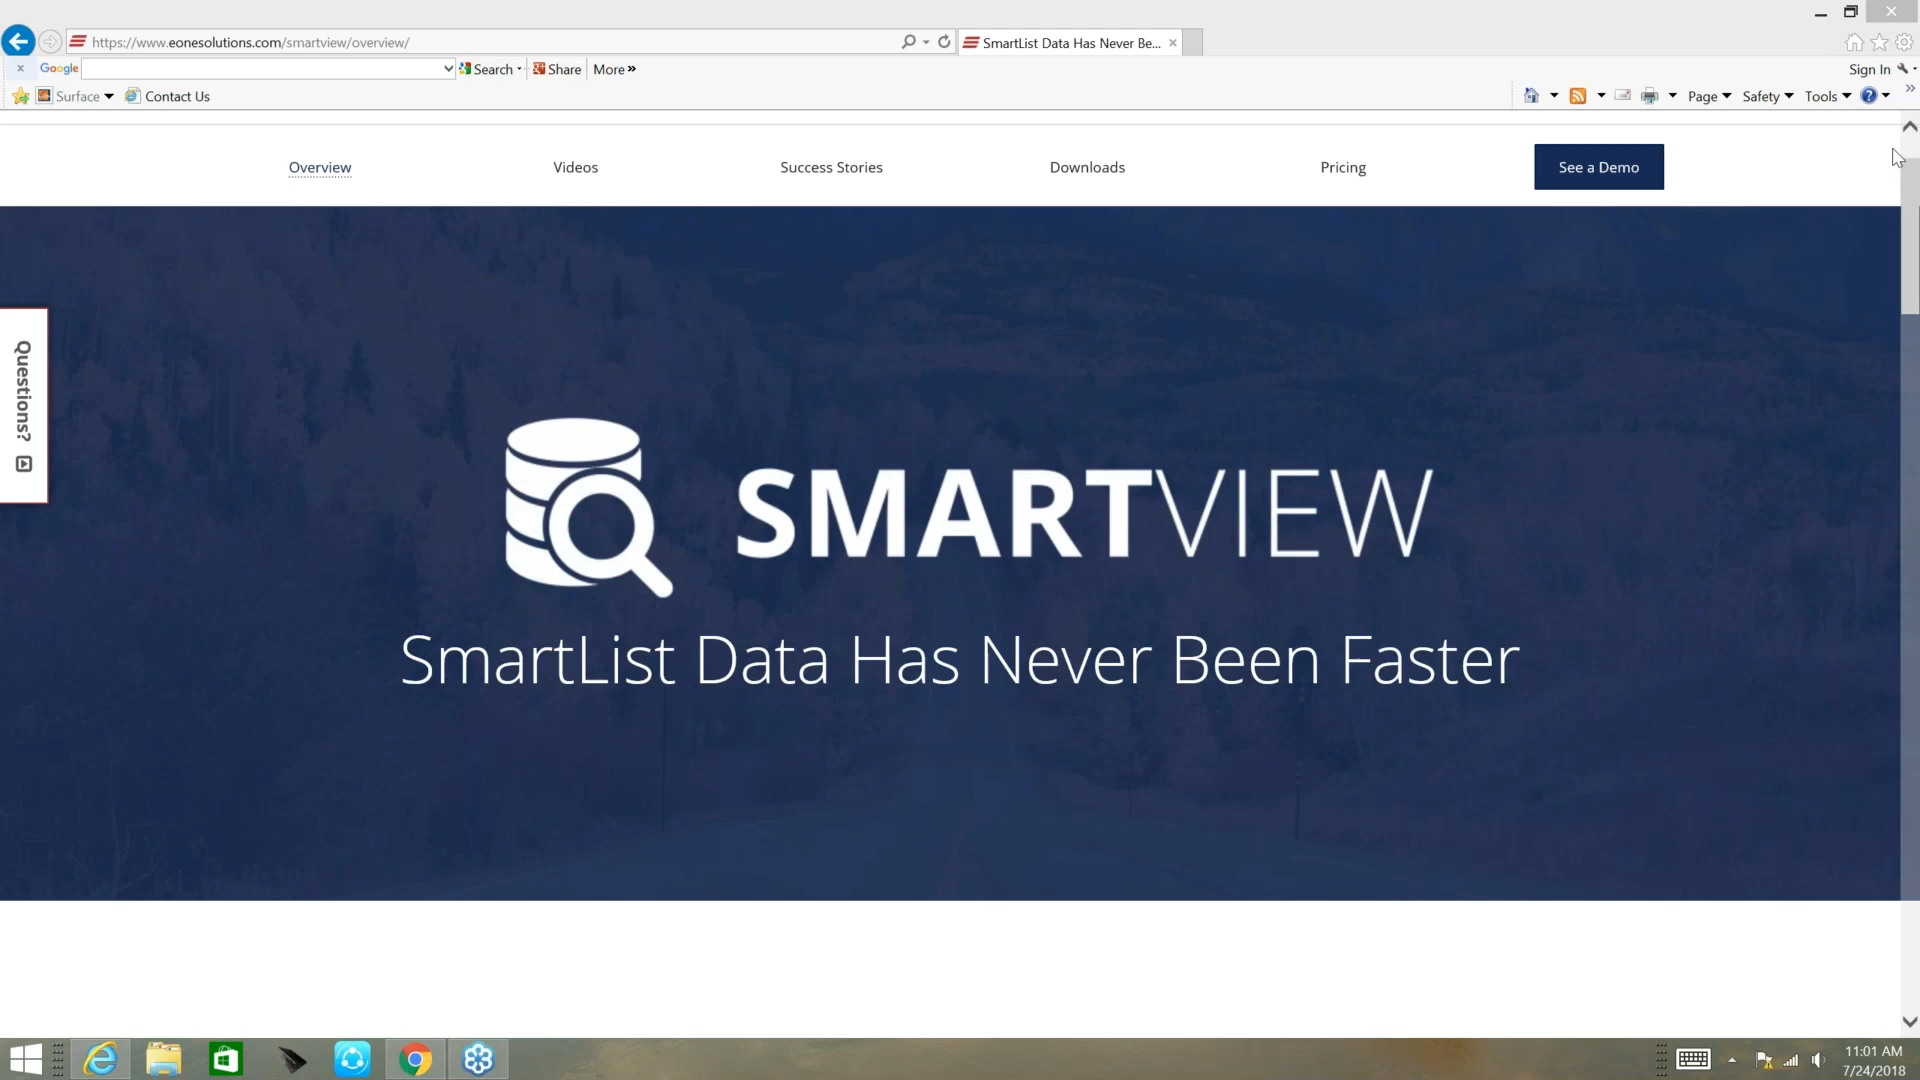 https://www.eonesolutions.com/smartview/overview/
SmartList Data Has Never Be...
x Google Search Share More »
Sign In
Surface Contact Us
Page Safety Tools
Overview Videos Success Stories Downloads Pricing See a Demo
Questions?
SMARTVIEW
SmartList Data Has Never Been Faster
11:01 AM
7/24/2018